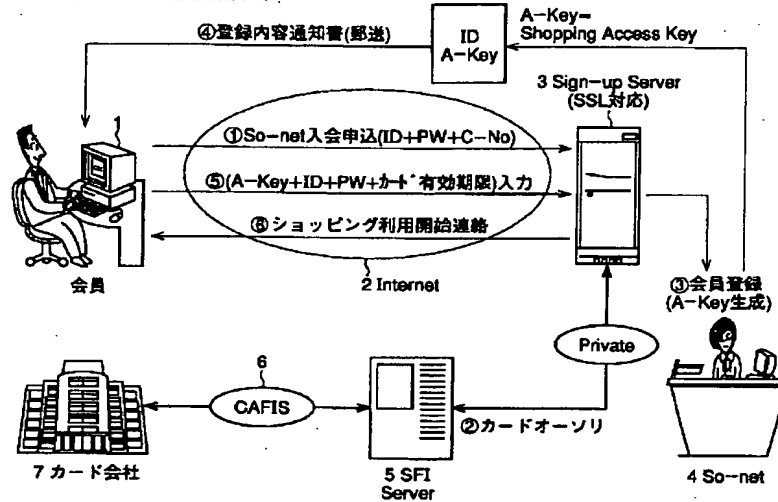 ④登録内容通知書(郵送)
ID
A-Key
A-Key=
Shopping Access Key
3 Sign-up Server
(SSL対応)
1
①So-net入会申込(ID+PW+C-No)
⑤(A-Key+ID+PW+ｶｰﾄﾞ有効期限)入力
⑥ショッピング利用開始連絡
会員
2 Internet
③会員登録
(A-Key生成)
Private
6
CAFIS
②カードオーソリ
7 カード会社
5 SFI
Server
4 So-net